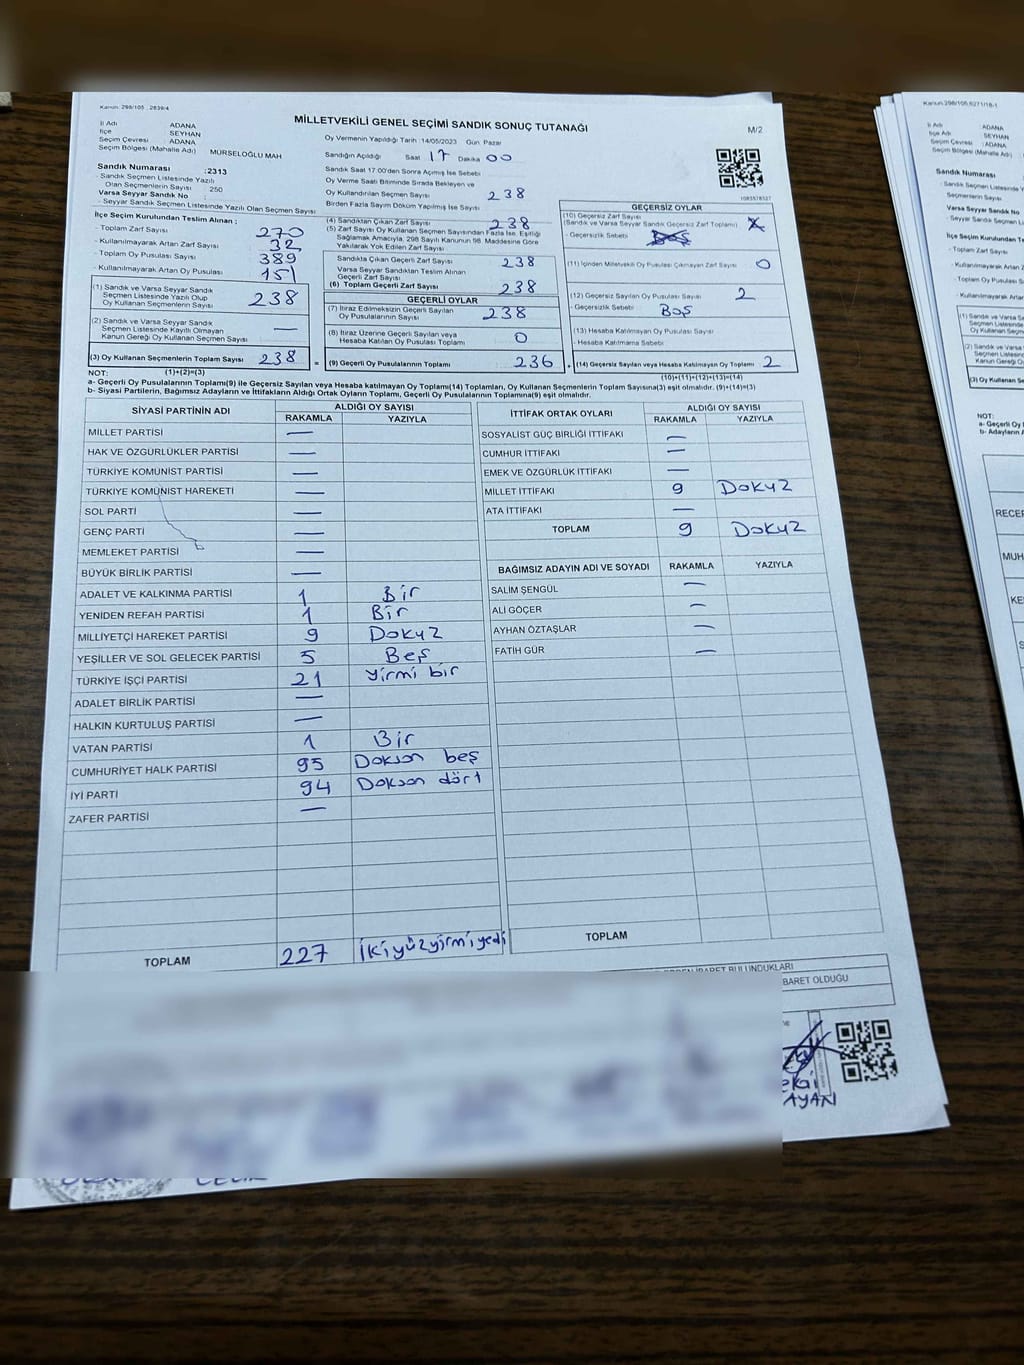 Kanun: 298/105 , 2839/4
MİLLETVEKİLİ GENEL SEÇİMİ SANDIK SONUÇ TUTANAĞI
M/2
İl Adı ADANA
İlçe SEYHAN
Seçim Çevresi : ADANA
Seçim Bölgesi (Mahalle Adı) : MÜRSELOĞLU MAH
Sandık Numarası :2313
- Sandık Seçmen Listesinde Yazılı
Olan Seçmenlerin Sayısı : 250
Varsa Seyyar Sandık No :
- Seyyar Sandık Seçmen Listesinde Yazılı Olan Seçmen Sayısı
Oy Vermenin Yapıldığı Tarih : 14/05/2023 Gün: Pazar
Sandığın Açıldığı Saat 17 Dakika 00
Sandık Saat 17.00'den Sonra Açılmış İse Sebebi
Oy Verme Saati Bitiminde Sırada Bekleyen ve
Oy Kullandırılan Seçmen Sayısı 238
Birden Fazla Sayım Döküm Yapılmış İse Sayısı
1085578527
İlçe Seçim Kurulundan Teslim Alınan :
- Toplam Zarf Sayısı 270
- Kullanılmayarak Artan Zarf Sayısı 32
- Toplam Oy Pusulası Sayısı 389
- Kullanılmayarak Artan Oy Pusulası 151
(1) Sandık ve Varsa Seyyar Sandık
Seçmen Listesinde Yazılı Olup
Oy Kullanan Seçmenlerin Sayısı 238
(2) Sandık ve Varsa Seyyar Sandık
Seçmen Listesinde Kayıtlı Olmayan
Kanun Gereği Oy Kullanan Seçmen Sayısı —
(3) Oy Kullanan Seçmenlerin Toplam Sayısı 238 =
(4) Sandıktan Çıkan Zarf Sayısı 238
(5) Zarf Sayısı Oy Kullanan Seçmen Sayısından Fazla İse, Eşitliği
Sağlamak Amacıyla, 298 Sayılı Kanunun 98. Maddesine Göre
Yakılarak Yok Edilen Zarf Sayısı
Sandıkta Çıkan Geçerli Zarf Sayısı 238
Varsa Seyyar Sandıktan Teslim Alınan
Geçerli Zarf Sayısı
(6) Toplam Geçerli Zarf Sayısı 238
GEÇERLİ OYLAR
(7) İtiraz Edilmeksizin Geçerli Sayılan
Oy Pusulalarının Sayısı 238
(8) İtiraz Üzerine Geçerli Sayılan veya
Hesaba Katılan Oy Pusulası Toplamı 0
(9) Geçerli Oy Pusulalarının Toplamı 236 +
GEÇERSİZ OYLAR
(10) Geçersiz Zarf Sayısı
(Sandık ve Varsa Seyyar Sandık Geçersiz Zarf Toplamı)
- Geçersizlik Sebebi
(11) İçinden Milletvekili Oy Pusulası Çıkmayan Zarf Sayısı 0
(12) Geçersiz Sayılan Oy Pusulası Sayısı 2
- Geçersizlik Sebebi Boş
(13) Hesaba Katılmayan Oy Pusulası Sayısı
- Hesaba Katılmama Sebebi
(14) Geçersiz Sayılan veya Hesaba Katılmayan Oy Toplamı 2
NOT: (1)+(2)=(3) (10)+(11)+(12)+(13)=(14)
a- Geçerli Oy Pusulalarının Toplamı(9) ile Geçersiz Sayılan veya Hesaba katılmayan Oy Toplamı(14) Toplamları, Oy Kullanan Seçmenlerin Toplam Sayısına(3) eşit olmalıdır. (9)+(14)=(3)
b- Siyasi Partilerin, Bağımsız Adayların ve İttifakların Aldığı Ortak Oyların Toplamı, Geçerli Oy Pusulalarının Toplamına(9) eşit olmalıdır.
SİYASİ PARTİNİN ADI ALDIĞI OY SAYISI
RAKAMLA YAZIYLA
MİLLET PARTİSİ —
HAK VE ÖZGÜRLÜKLER PARTİSİ —
TÜRKİYE KOMÜNİST PARTİSİ —
TÜRKİYE KOMÜNİST HAREKETİ —
SOL PARTİ —
GENÇ PARTİ —
MEMLEKET PARTİSİ —
BÜYÜK BİRLİK PARTİSİ —
ADALET VE KALKINMA PARTİSİ 1 Bir
YENİDEN REFAH PARTİSİ 1 Bir
MİLLİYETÇİ HAREKET PARTİSİ 9 Dokuz
YEŞİLLER VE SOL GELECEK PARTİSİ 5 Beş
TÜRKİYE İŞÇİ PARTİSİ 21 yirmi bir
ADALET BİRLİK PARTİSİ —
HALKIN KURTULUŞ PARTİSİ —
VATAN PARTİSİ 1 Bir
CUMHURİYET HALK PARTİSİ 95 Doksan beş
İYİ PARTİ 94 Doksan dört
ZAFER PARTİSİ —
TOPLAM 227 İkiyüzyirmiyedi
İTTİFAK ORTAK OYLARI ALDIĞI OY SAYISI
RAKAMLA YAZIYLA
SOSYALİST GÜÇ BİRLİĞİ İTTİFAKI —
CUMHUR İTTİFAKI —
EMEK VE ÖZGÜRLÜK İTTİFAKI —
MİLLET İTTİFAKI 9 Dokuz
ATA İTTİFAKI —
TOPLAM 9 Dokuz
BAĞIMSIZ ADAYIN ADI VE SOYADI RAKAMLA YAZIYLA
SALİM ŞENGÜL —
ALİ GÖÇER —
AYHAN ÖZTAŞLAR —
FATİH GÜR —
TOPLAM
BULUNDUKLARI
BARET OLDUĞU
AYAN
Kanun:298/105,6271/18-1
İl Adı :ADANA
İlçe :SEYHAN
Seçim Çevresi :ADANA
Seçim Bölgesi (Mahalle Adı) :
Sandık Numarası
- Sandık Seçmen Listesinde
Seçmenlerin Sayısı
Varsa Seyyar Sandık No
- Seyyar Sandık Seçmen
İlçe Seçim Kurulundan Teslim
- Toplam Zarf Sayısı
- Kullanılmayarak Artan
- Toplam Oy Pusulası
- Kullanılmayarak
(1) Sandık ve Varsa
Seçmen Listesinde
Oy Kullanan
(2) Sandık ve Varsa
Seçmen Listesinde
Kanun Gereği
(3) Oy Kullanan
NOT:
a- Geçerli Oy
b- Adayların
RECEP
MUH